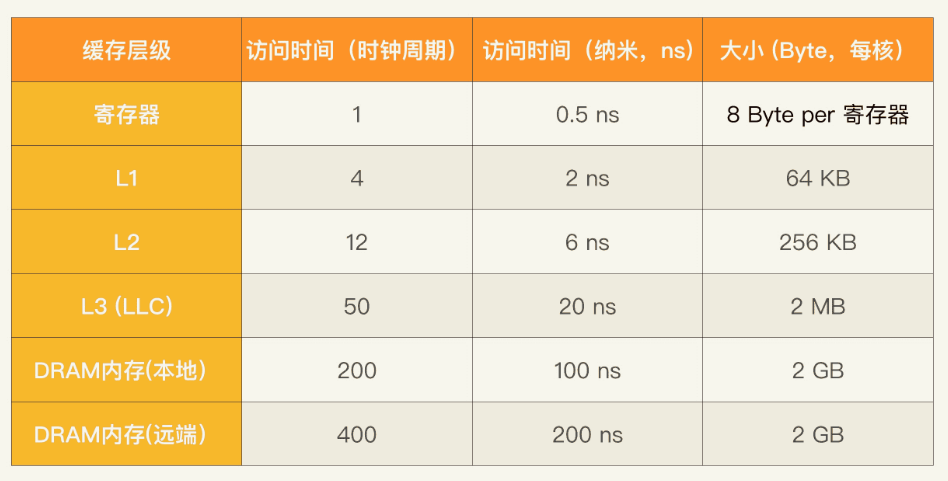 缓存层级 访问时间（时钟周期） 访问时间（纳米，ns) 大小 (Byte，每核）
寄存器 1 0.5 ns 8 Byte per 寄存器
L1 4 2 ns 64 KB
L2 12 6 ns 256 KB
L3 (LLC) 50 20 ns 2 MB
DRAM内存(本地) 200 100 ns 2 GB
DRAM内存(远端) 400 200 ns 2 GB